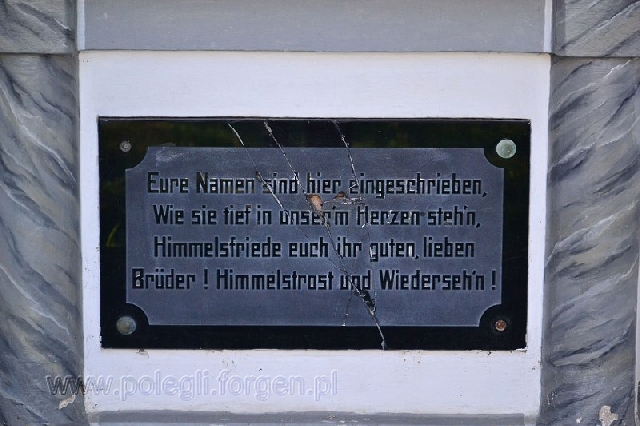 Eure Namen sind hier eingeschrieben,
Wie sie tief in unser'm Herzen steh'n,
Himmelsfriede euch ihr guten, lieben
Brüder ! Himmelstrost und Wiederseh'n !
www.polegli.forgen.pl